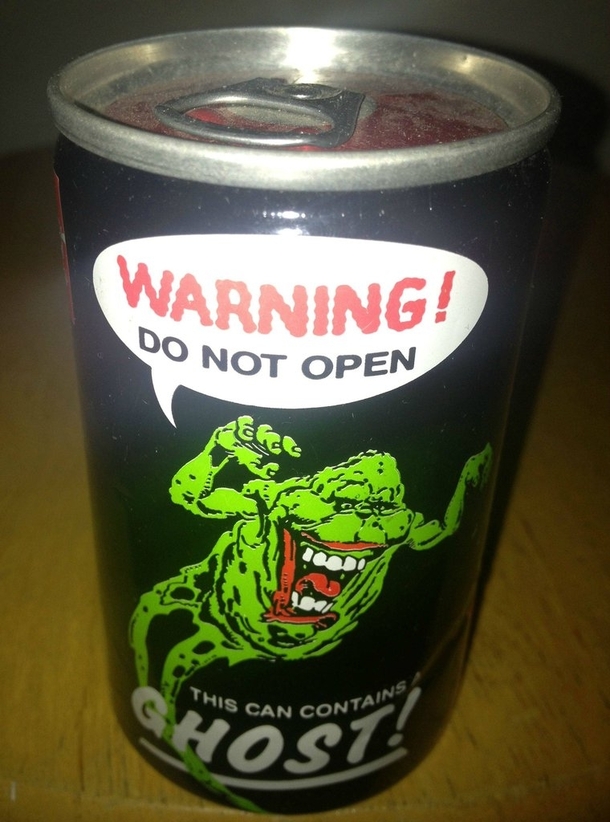 WARNING!
DO NOT OPEN
THIS CAN CONTAINS A
GHOST!